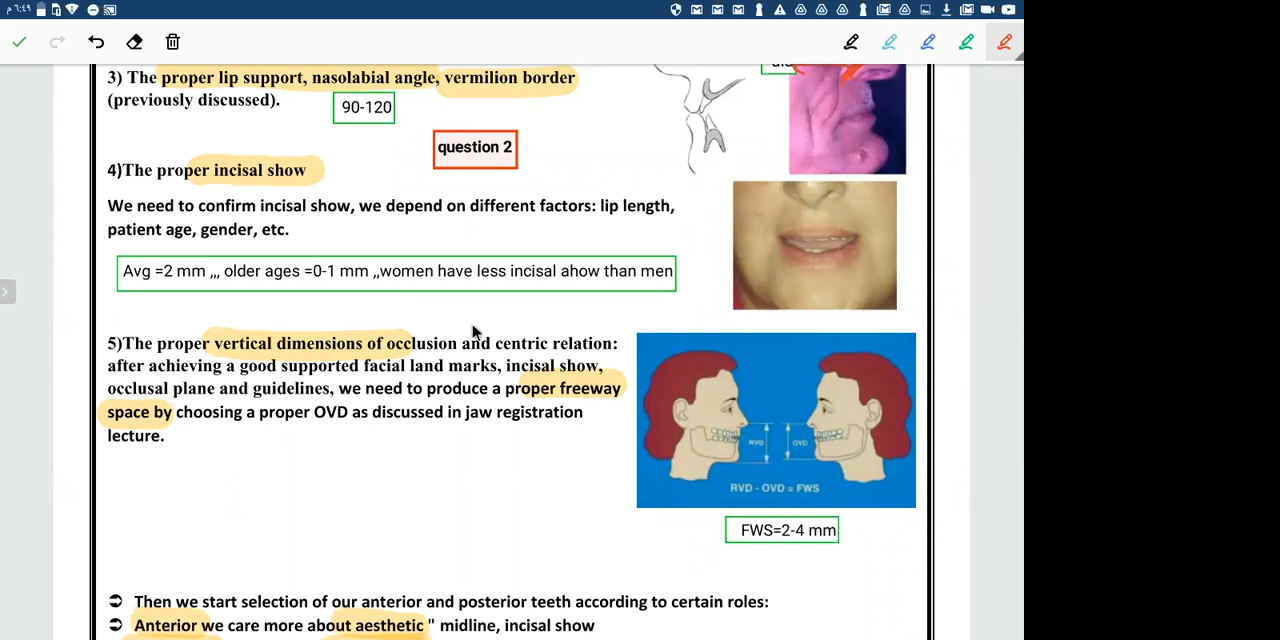 م ٦:٤٩
3) The proper lip support, nasolabial angle, vermilion border
(previously discussed).
90-120
question 2
4)The proper incisal show
We need to confirm incisal show, we depend on different factors: lip length,
patient age, gender, etc.
Avg =2 mm ,,, older ages =0-1 mm ,,women have less incisal ahow than men
5)The proper vertical dimensions of occlusion and centric relation:
after achieving a good supported facial land marks, incisal show,
occlusal plane and guidelines, we need to produce a proper freeway
space by choosing a proper OVD as discussed in jaw registration
lecture.
RVD
OVD
RVD - OVD = FWS
FWS=2-4 mm
➲ Then we start selection of our anterior and posterior teeth according to certain roles:
➲ Anterior we care more about aesthetic " midline, incisal show